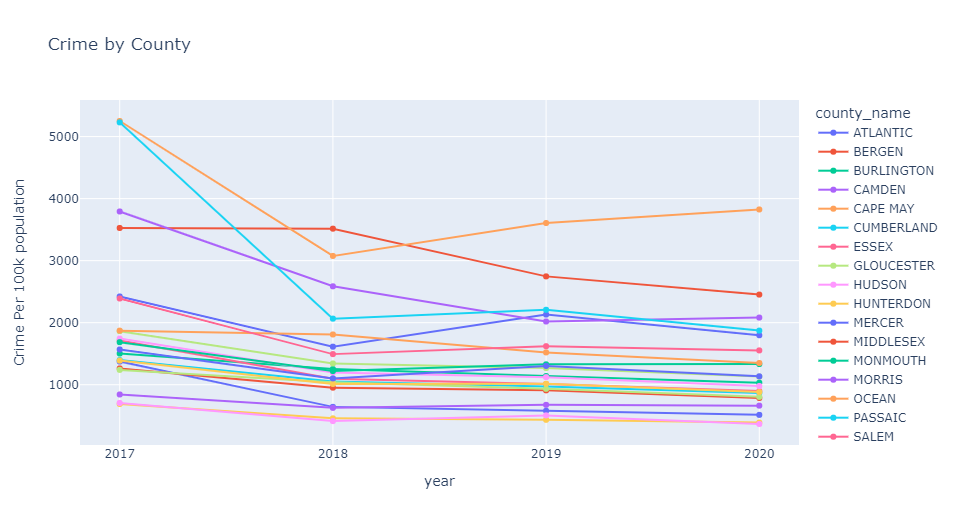 Crime by County
Crime Per 100k population
5000
4000
3000
2000
1000
2017
2018
2019
2020
year
county_name
ATLANTIC
BERGEN
BURLINGTON
CAMDEN
CAPE MAY
CUMBERLAND
ESSEX
GLOUCESTER
HUDSON
HUNTERDON
MERCER
MIDDLESEX
MONMOUTH
MORRIS
OCEAN
PASSAIC
SALEM